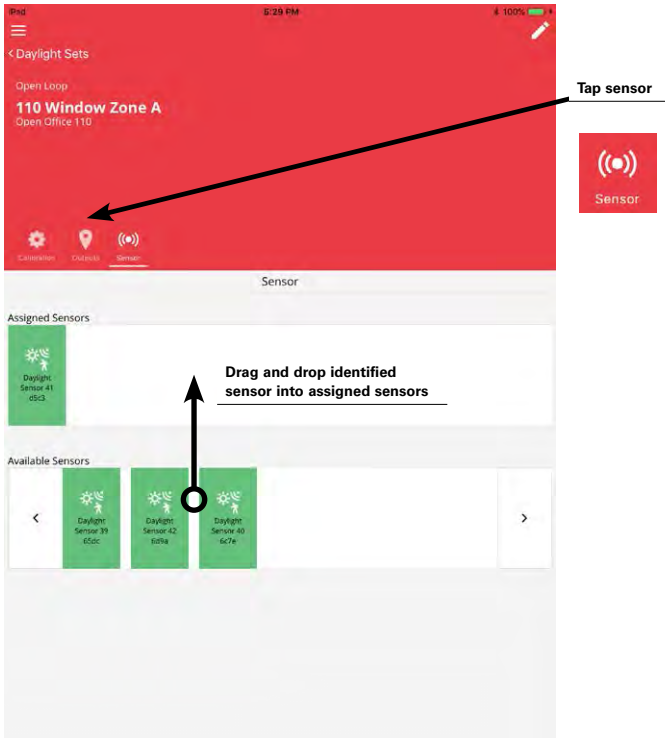 iPad 5:29 PM 100%
< Daylight Sets
Open Loop
110 Window Zone A
Open Office 110
Tap sensor
Sensor
Calibration Outputs Sensor
Sensor
Assigned Sensors
Daylight
Sensor 41
d5c3
Drag and drop identified
sensor into assigned sensors
Available Sensors
Daylight
Sensor 39
65dc
Daylight
Sensor 42
6d9a
Daylight
Sensor 40
6c7e